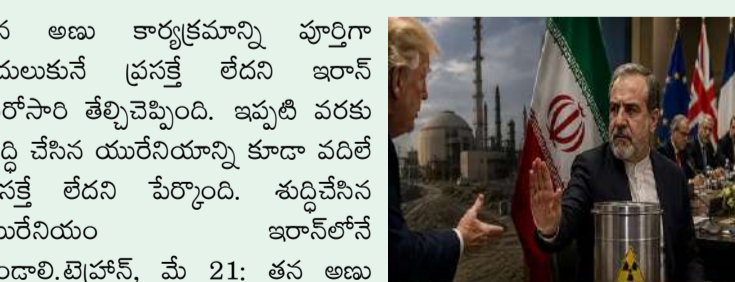 న అణు కార్యక్రమాన్ని పూర్తిగా
దులుకునే ప్రసక్తే లేదని ఇరాన్
రోసారి తేల్చిచెప్పింది. ఇప్పటి వరకు
ద్ధి చేసిన యురేనియాన్ని కూడా వదిలే
సక్తే లేదని పేర్కొంది. శుద్ధిచేసిన
యురేనియం ఇరాన్‌లోనే
ండాలి.టెహ్రాన్, మే 21: తన అణు